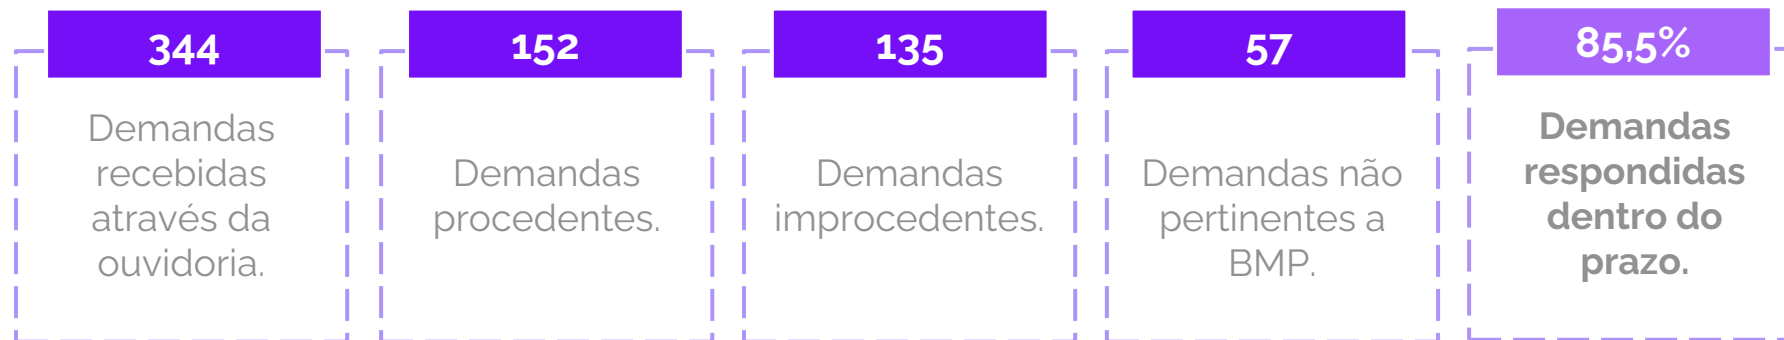 344
Demandas
recebidas
através da
ouvidoria.
152
Demandas
procedentes.
135
Demandas
improcedentes.
57
Demandas não
pertinentes a
BMP.
85,5%
Demandas
respondidas
dentro do
prazo.